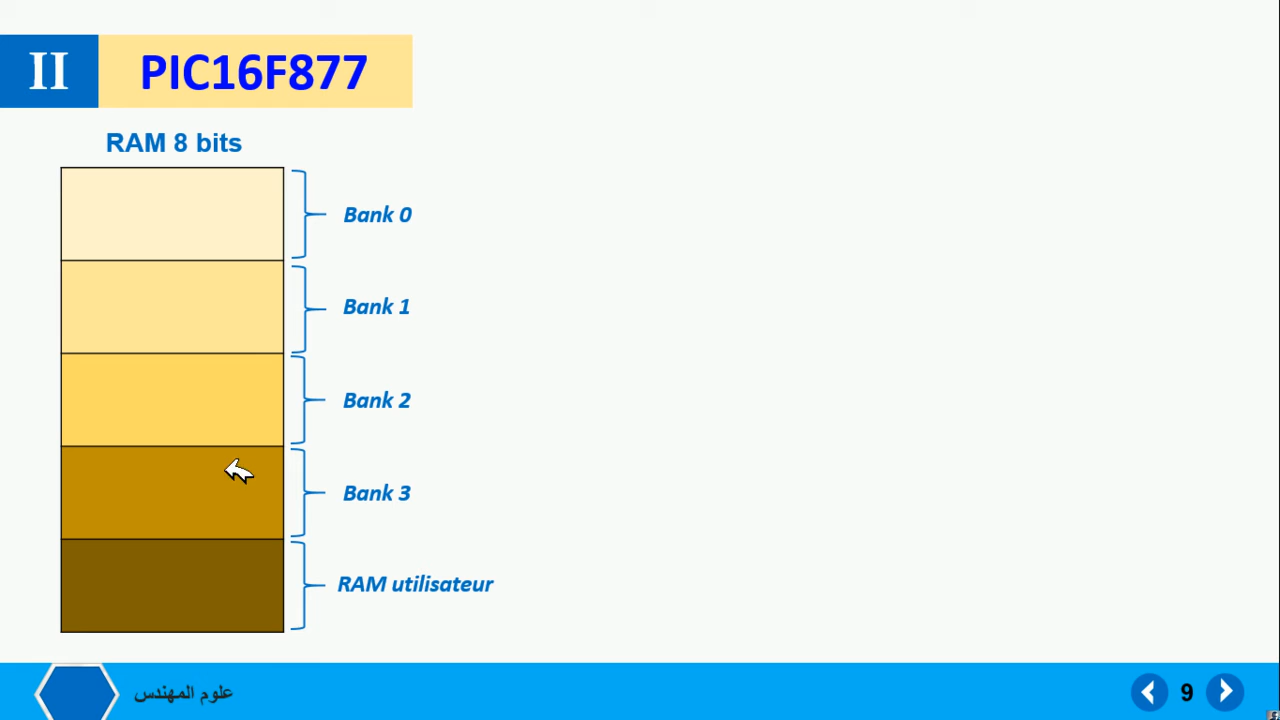 II
PIC16F877
RAM 8 bits
Bank 0
Bank 1
Bank 2
Bank 3
RAM utilisateur
علوم المهندس
9